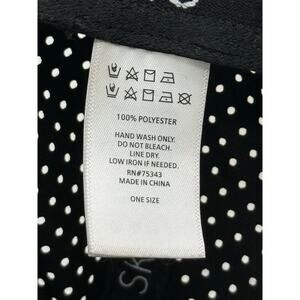 100% POLYESTER
HAND WASH ONLY.
DO NOT BLEACH.
LINE DRY.
LOW IRON IF NEEDED.
RN#75343
MADE IN CHINA
ONE SIZE